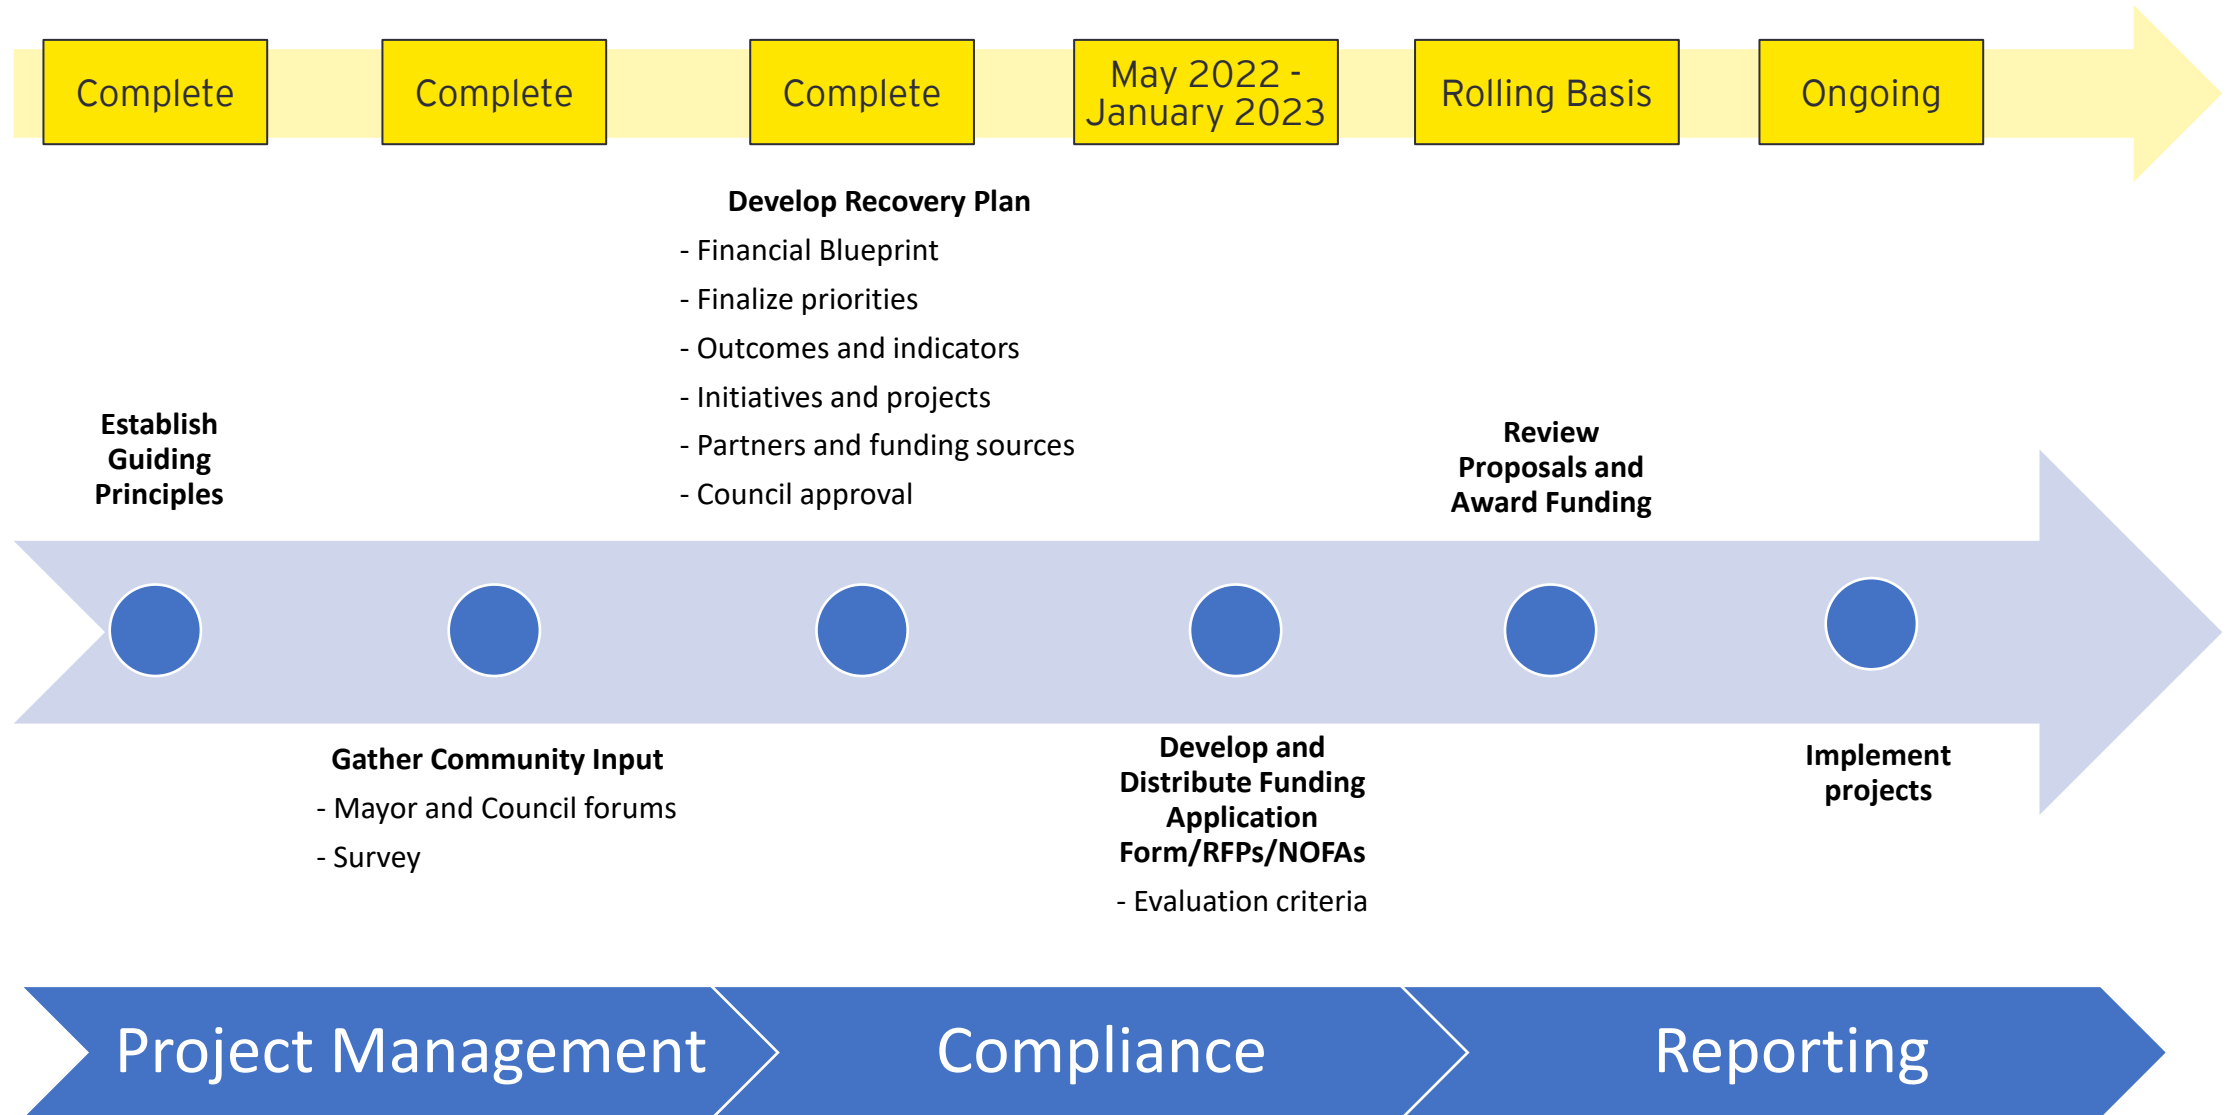 Complete
Complete
Complete
May 2022 -
January 2023
Rolling Basis
Ongoing
Establish
Guiding
Principles
Gather Community Input
- Mayor and Council forums
- Survey
Develop Recovery Plan
- Financial Blueprint
- Finalize priorities
- Outcomes and indicators
- Initiatives and projects
- Partners and funding sources
- Council approval
Develop and
Distribute Funding
Application
Form/RFPs/NOFAs
- Evaluation criteria
Review
Proposals and
Award Funding
Implement
projects
Project Management
Compliance
Reporting